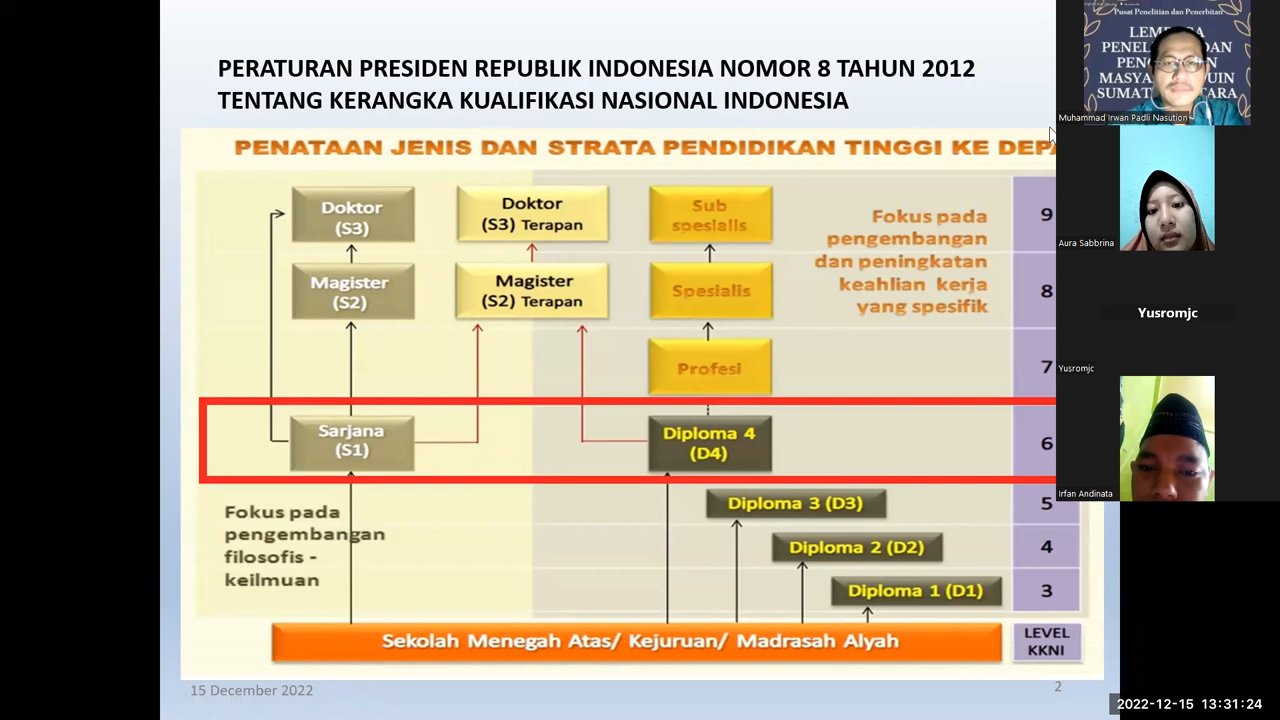 PERATURAN PRESIDEN REPUBLIK INDONESIA NOMOR 8 TAHUN 2012
TENTANG KERANGKA KUALIFIKASI NASIONAL INDONESIA
PENATAAN JENIS DAN STRATA PENDIDIKAN TINGGI KE
Doktor
(S3)
Doktor
(S3) Terapan
Sub
spesialis
Fokus pada
pengembangan
dan peningkatan
keahlian kerja
yang spesifik
9
Magister
(S2)
Magister
(S2) Terapan
Spesialis
8
Profesi
7
Sarjana
(S1)
Diploma 4
(D4)
6
Fokus pada
pengembangan
filosofis -
keilmuan
Diploma 3 (D3)
5
Diploma 2 (D2)
4
Diploma 1 (D1)
3
Sekolah Menegah Atas/ Kejuruan/ Madrasah Alyah
LEVEL
KKNI
15 December 2022
2
Pusat Penelitian dan Penerbitan
Muhammad Irwan Padli Nasution
Aura Sabbrina
Yusromjc
Yusromjc
Irfan Andinata
2022-12-15 13:31:24